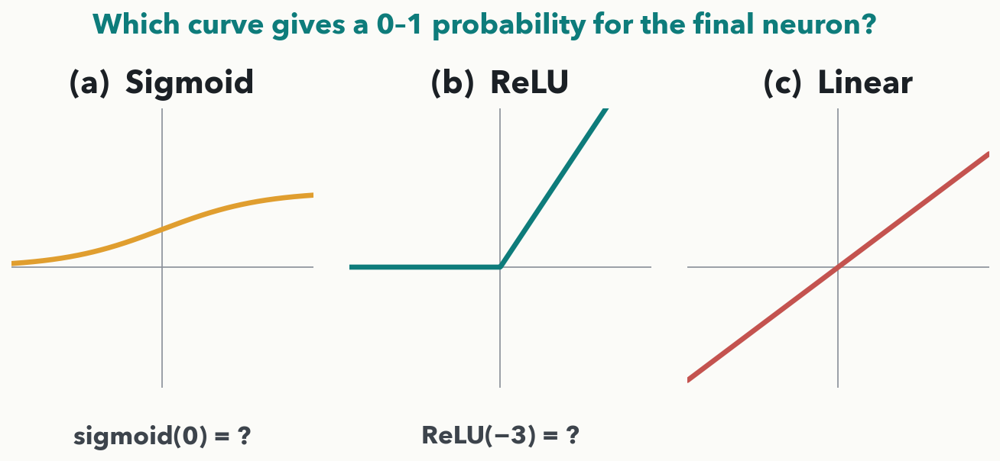 Which curve gives a 0–1 probability for the final neuron?
(a) Sigmoid
(b) ReLU
(c) Linear
sigmoid(0) = ?
ReLU(−3) = ?